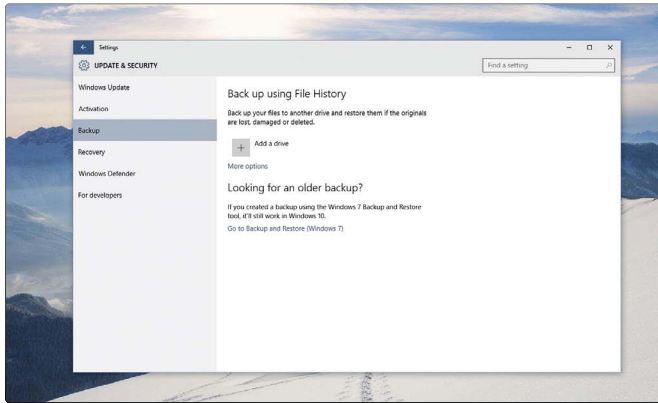 Settings
UPDATE & SECURITY
Find a setting
Windows Update
Activation
Backup
Recovery
Windows Defender
For developers
Back up using File History
Back up your files to another drive and restore them if the originals
are lost, damaged or deleted.
Add a drive
More options
Looking for an older backup?
If you created a backup using the Windows 7 Backup and Restore
tool, it'll still work in Windows 10.
Go to Backup and Restore (Windows 7)